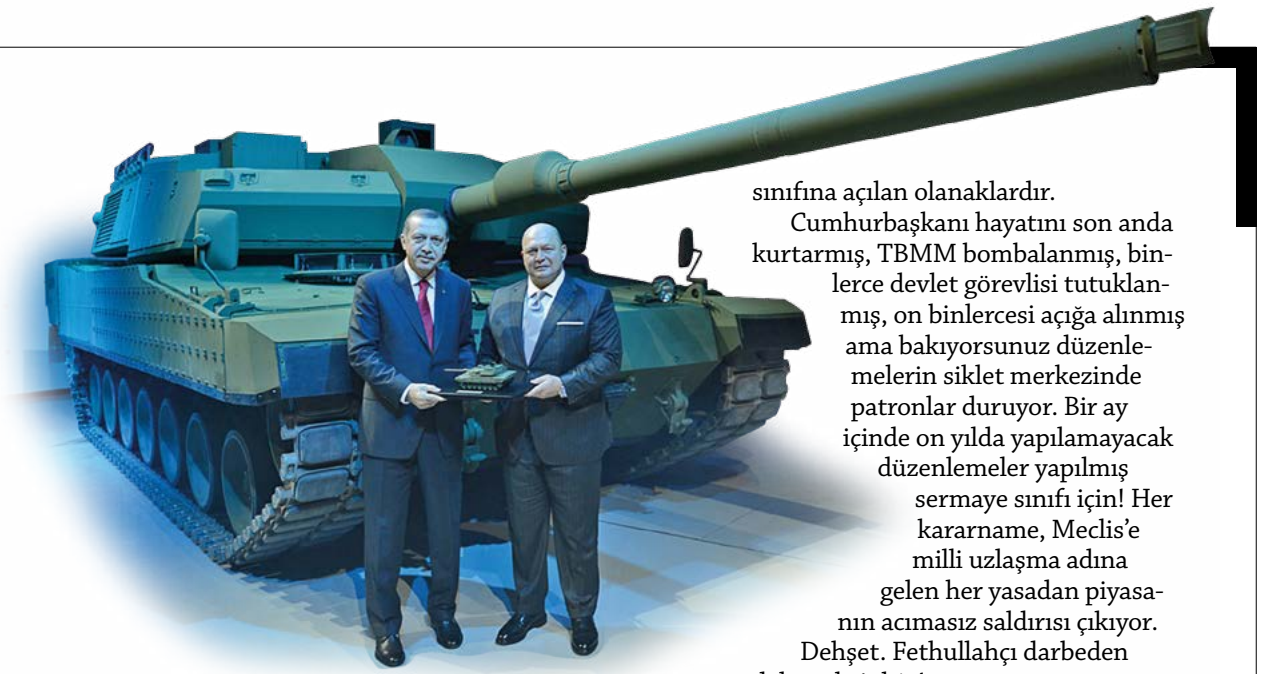 sınıfına açılan olanaklardır.
Cumhurbaşkanı hayatını son anda
kurtarmış, TBMM bombalanmış, bin-
lerce devlet görevlisi tutuklan-
mış, on binlercesi açığa alınmış
ama bakıyorsunuz düzenle-
melerin siklet merkezinde
patronlar duruyor. Bir ay
içinde on yılda yapılamayacak
düzenlemeler yapılmış
sermaye sınıfı için! Her
kararname, Meclis’e
milli uzlaşma adına
gelen her yasadan piyasa-
nın acımasız saldırısı çıkıyor.
Dehşet. Fethullahçı darbeden